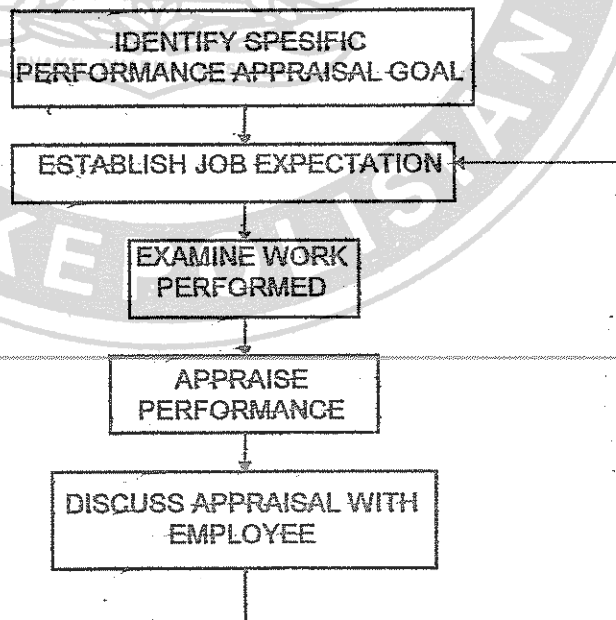 IDENTIFY SPESIFIC
PERFORMANCE APPRAISAL GOAL
ESTABLISH JOB EXPECTATION
EXAMINE WORK
PERFORMED
APPRAISE
PERFORMANCE
DISCUSS APPRAISAL WITH
EMPLOYEE